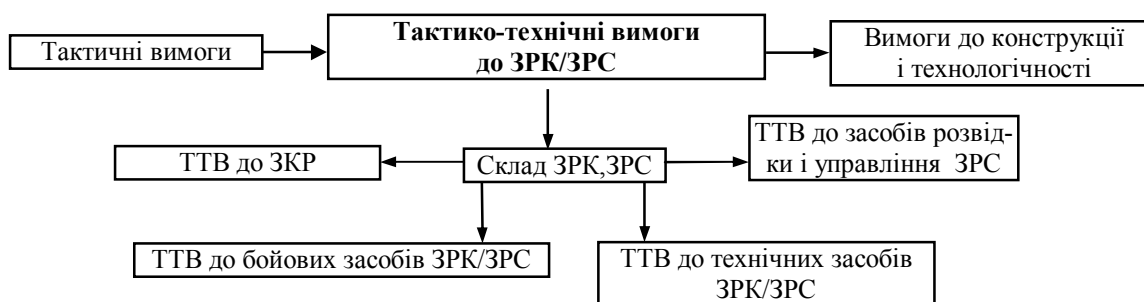 Тактичні вимоги
Тактико-технічні вимоги
до ЗРК/ЗРС
Вимоги до конструкції
і технологічності
ТТВ до ЗКР
Склад ЗРК,ЗРС
ТТВ до засобів розвід-
ки і управління ЗРС
ТТВ до бойових засобів ЗРК/ЗРС
ТТВ до технічних засобів
ЗРК/ЗРС